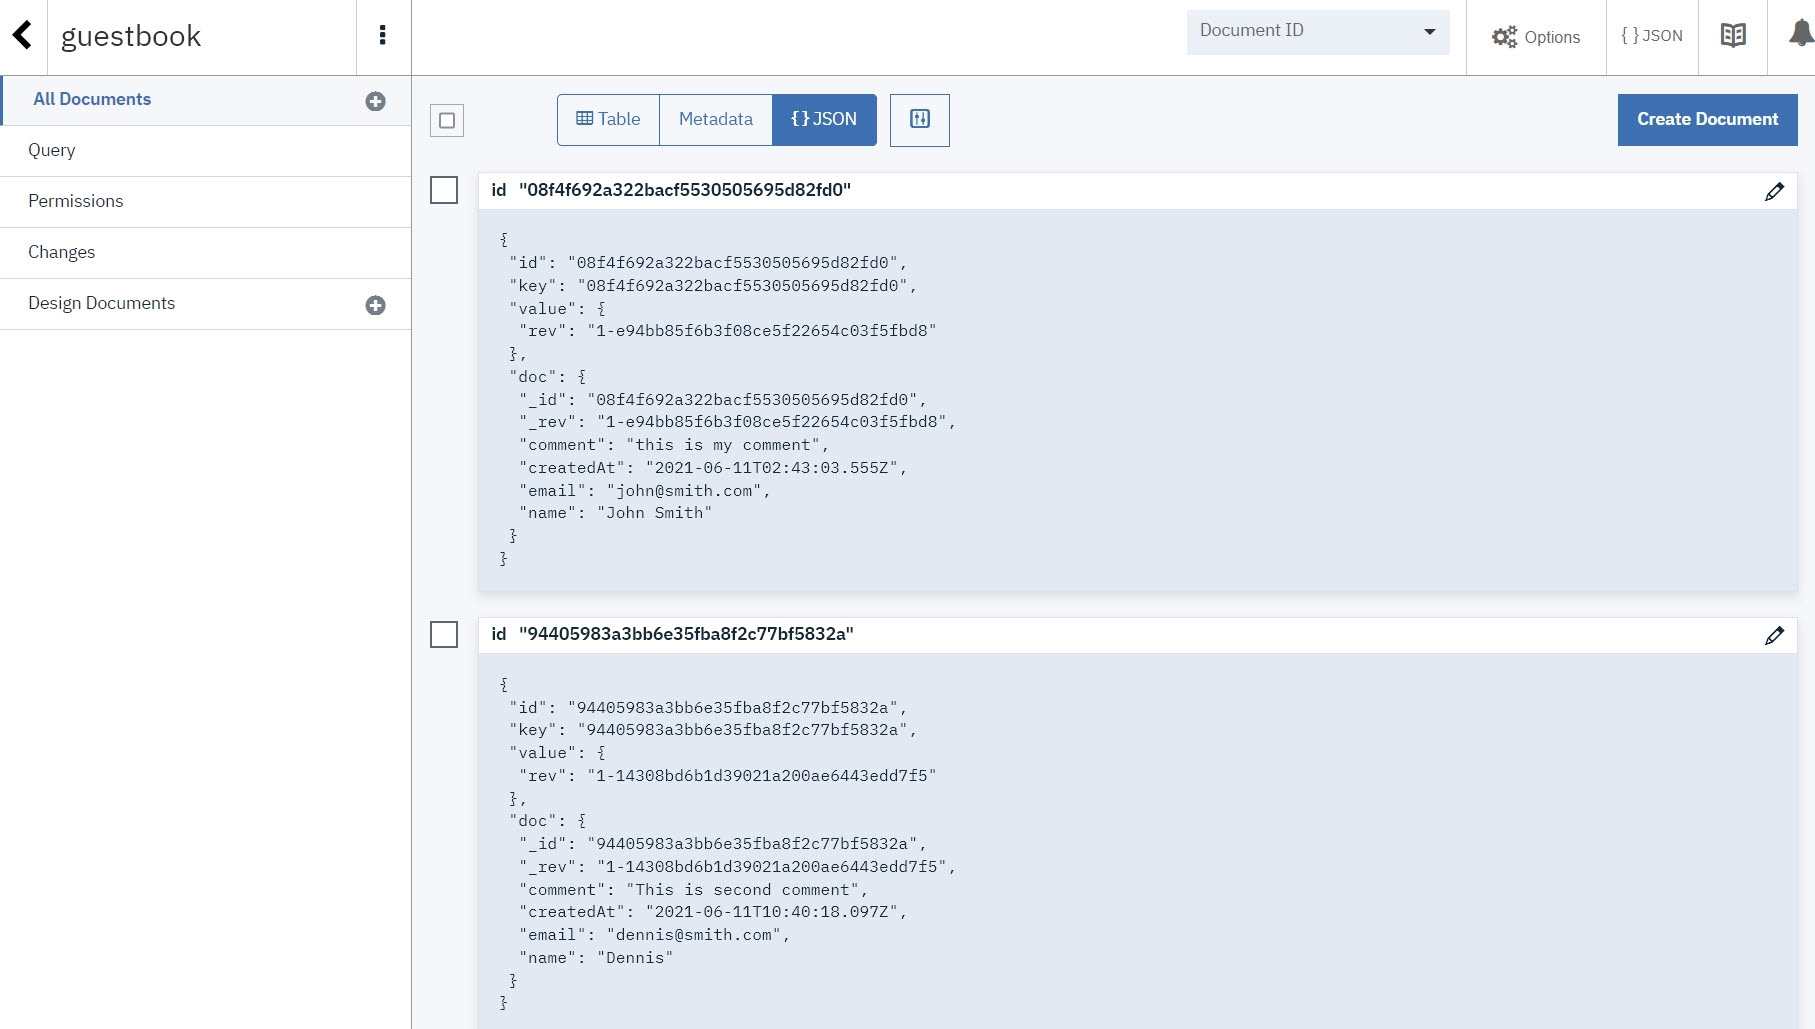 guestbook
Document ID
Options
{ } JSON
All Documents
Query
Permissions
Changes
Design Documents
Table
Metadata
{ } JSON
Create Document
id "08f4f692a322bacf5530505695d82fd0"
{
"id": "08f4f692a322bacf5530505695d82fd0",
"key": "08f4f692a322bacf5530505695d82fd0",
"value": {
"rev": "1-e94bb85f6b3f08ce5f22654c03f5fbd8"
},
"doc": {
"_id": "08f4f692a322bacf5530505695d82fd0",
"_rev": "1-e94bb85f6b3f08ce5f22654c03f5fbd8",
"comment": "this is my comment",
"createdAt": "2021-06-11T02:43:03.555Z",
"email": "john@smith.com",
"name": "John Smith"
}
}
id "94405983a3bb6e35fba8f2c77bf5832a"
{
"id": "94405983a3bb6e35fba8f2c77bf5832a",
"key": "94405983a3bb6e35fba8f2c77bf5832a",
"value": {
"rev": "1-14308bd6b1d39021a200ae6443edd7f5"
},
"doc": {
"_id": "94405983a3bb6e35fba8f2c77bf5832a",
"_rev": "1-14308bd6b1d39021a200ae6443edd7f5",
"comment": "This is second comment",
"createdAt": "2021-06-11T10:40:18.097Z",
"email": "dennis@smith.com",
"name": "Dennis"
}
}